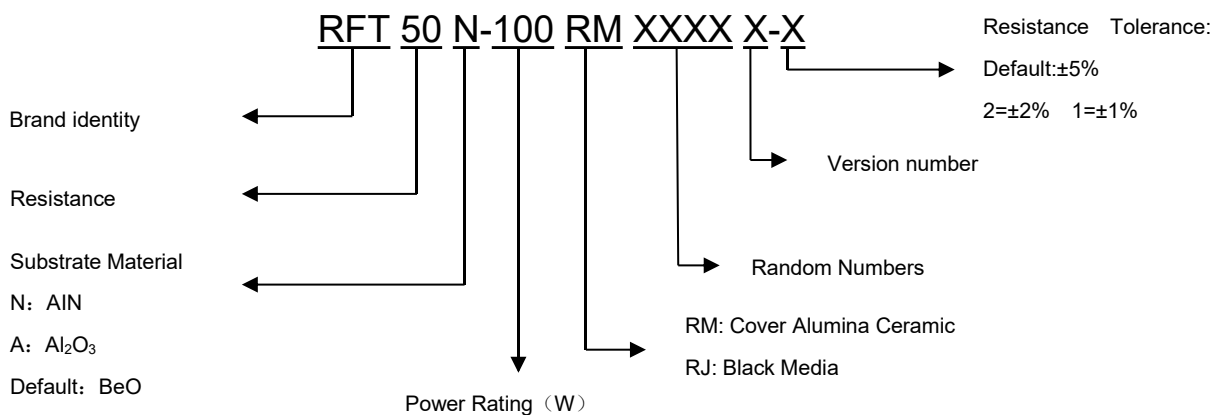 RFT 50 N-100 RM XXXX X-X
Resistance Tolerance:
Default:±5%
2=±2% 1=±1%
Brand identity
Version number
Resistance
Substrate Material
Random Numbers
N：AlN
RM: Cover Alumina Ceramic
A：Al₂O₃
RJ: Black Media
Default：BeO
Power Rating（W）